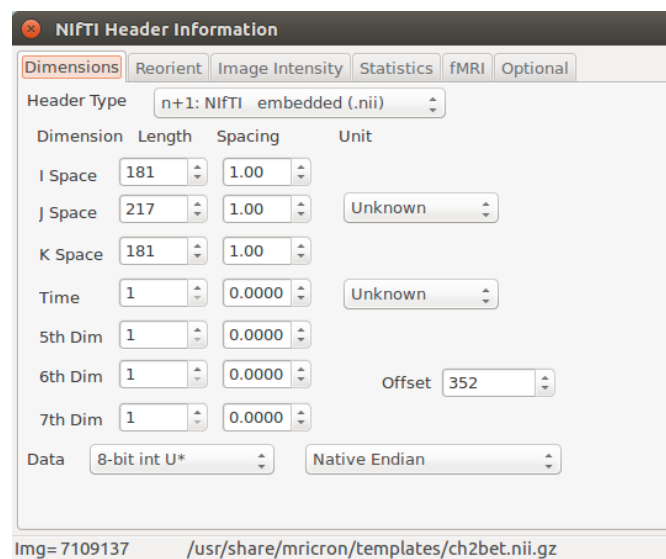 NIfTI Header Information
Dimensions Reorient Image Intensity Statistics fMRI Optional
Header Type n+1: NIfTI embedded (.nii)
Dimension Length Spacing Unit
I Space 181 1.00
J Space 217 1.00 Unknown
K Space 181 1.00
Time 1 0.0000 Unknown
5th Dim 1 0.0000
6th Dim 1 0.0000 Offset 352
7th Dim 1 0.0000
Data 8-bit int U* Native Endian
Img= 7109137 /usr/share/mricron/templates/ch2bet.nii.gz